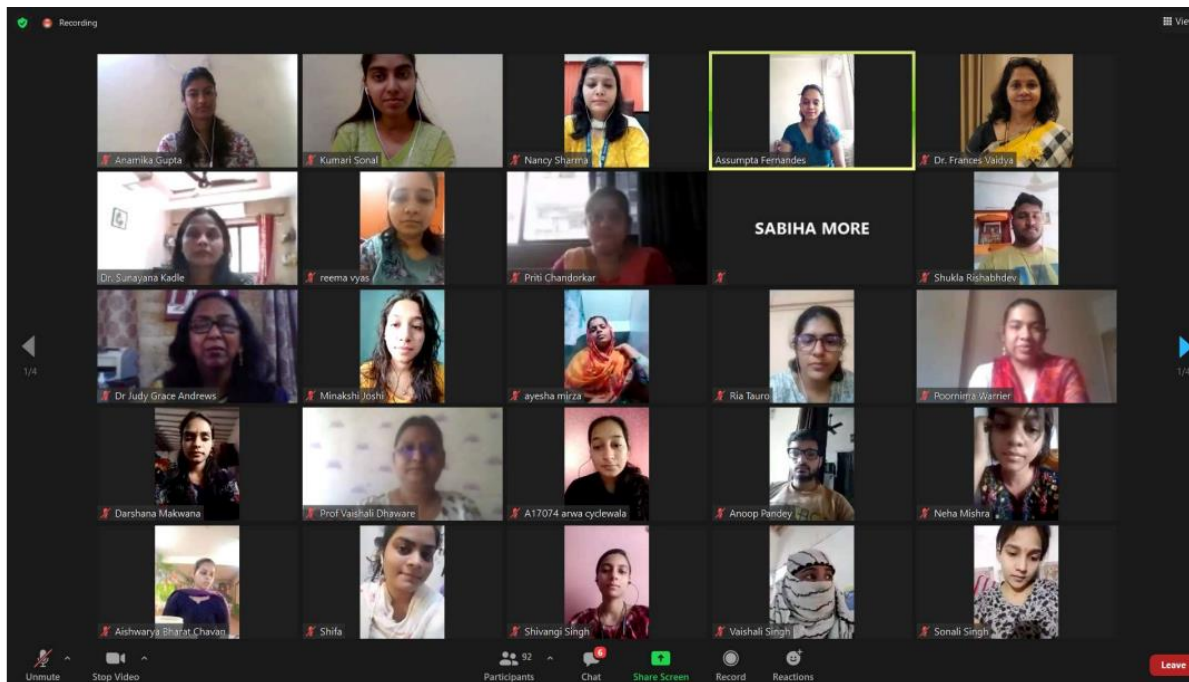 Recording
View
Anamika Gupta
Kumari Sonal
Nancy Sharma
Assumpta Fernandes
Dr. Frances Vaidya
Dr. Sunayana Kadle
reema vyas
Priti Chandorkar
SABIHA MORE
Shukla Rishabhdev
1/4
1/4
Dr Judy Grace Andrews
Minakshi Joshi
ayesha mirza
Ria Tauro
Poornima Warrier
Darshana Makwana
Prof Vaishali Dhaware
A17074 arwa cyclewala
Anoop Pandey
Neha Mishra
Aishwarya Bharat Chavan
Shifa
Shivangi Singh
Vaishali Singh
Sonali Singh
92
6
Unmute
Stop Video
Participants
Chat
Share Screen
Record
Reactions
Leave